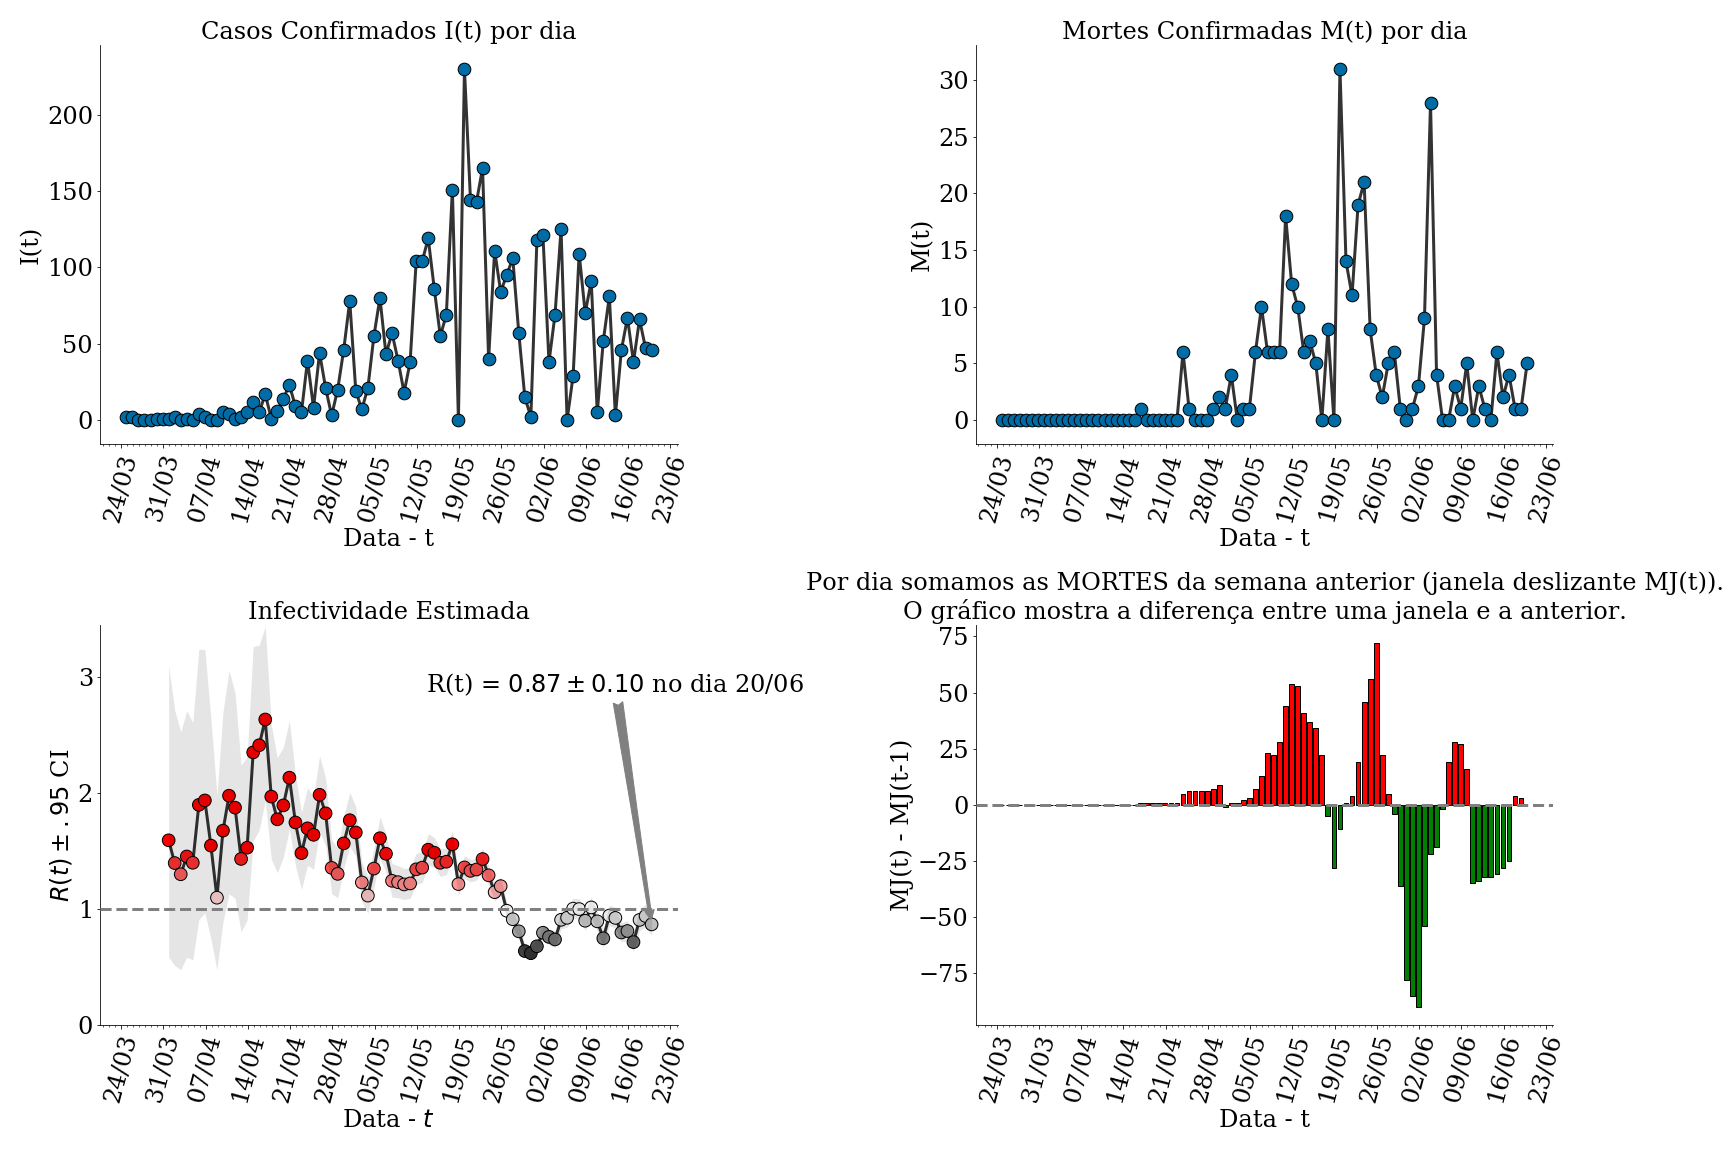 Casos Confirmados I(t) por dia
I(t)
200
150
100
50
0
24/03 31/03 07/04 14/04 21/04 28/04 05/05 12/05 19/05 26/05 02/06 09/06 16/06 23/06
Data - t
Mortes Confirmadas M(t) por dia
M(t)
30
25
20
15
10
5
0
24/03 31/03 07/04 14/04 21/04 28/04 05/05 12/05 19/05 26/05 02/06 09/06 16/06 23/06
Data - t
Infectividade Estimada
R(t) = 0.87 ± 0.10 no dia 20/06
R(t) ± .95 CI
3
2
1
0
24/03 31/03 07/04 14/04 21/04 28/04 05/05 12/05 19/05 26/05 02/06 09/06 16/06 23/06
Data - t
Por dia somamos as MORTES da semana anterior (janela deslizante MJ(t)).
O gráfico mostra a diferença entre uma janela e a anterior.
MJ(t) - MJ(t-1)
75
50
25
0
−25
−50
−75
24/03 31/03 07/04 14/04 21/04 28/04 05/05 12/05 19/05 26/05 02/06 09/06 16/06 23/06
Data - t